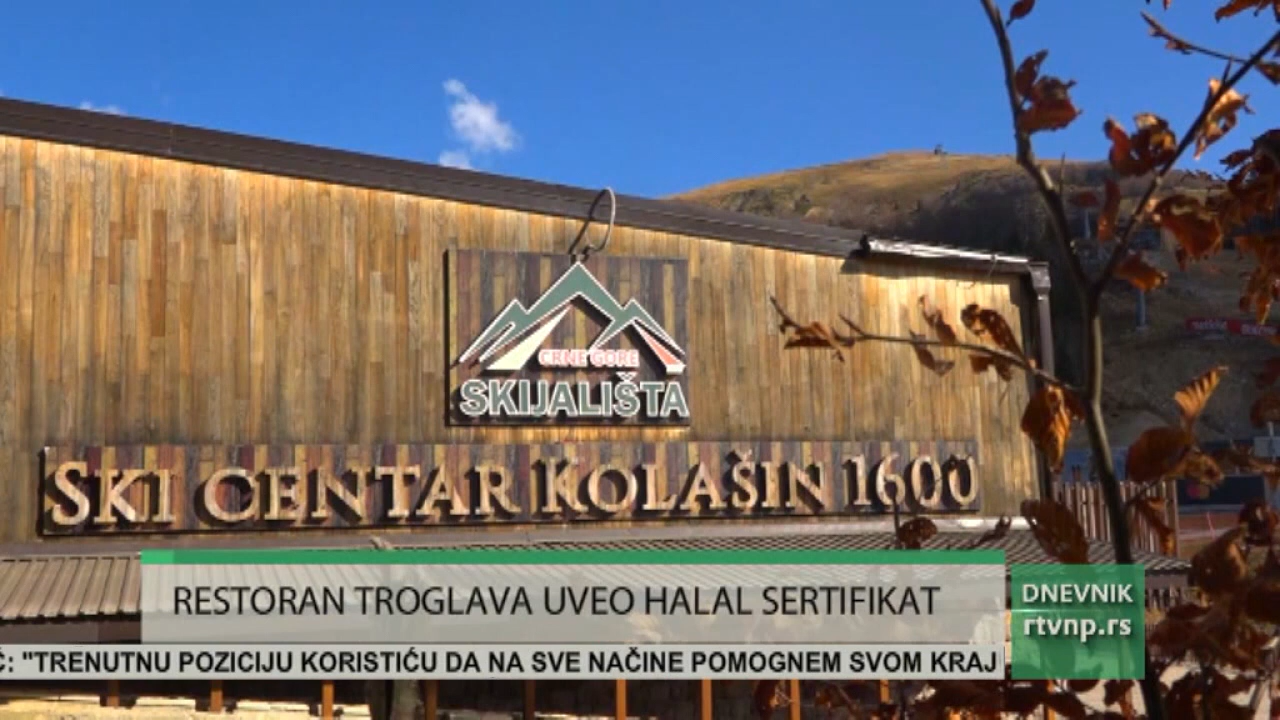 CRNE GORE
SKIJALIŠTA
SKI CENTAR KOLAŠIN 1600
RESTORAN TROGLAVA UVEO HALAL SERTIFIKAT
DNEVNIK
rtvnp.rs
Ć: "TRENUTNU POZICIJU KORISTIĆU DA NA SVE NAČINE POMOGNEM SVOM KRAJ